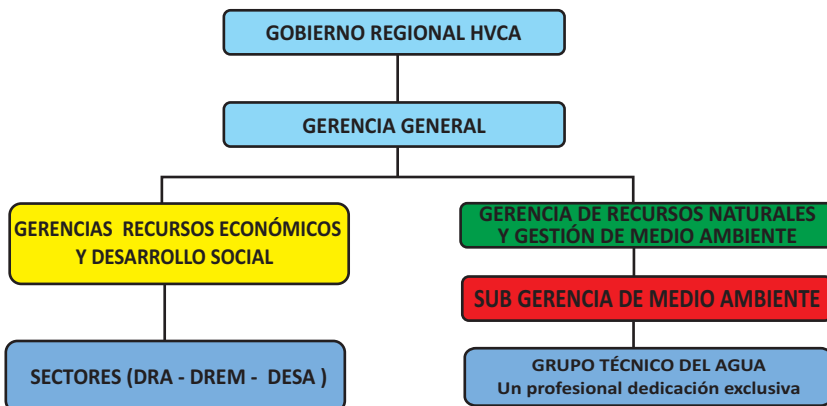 GOBIERNO REGIONAL HVCA
GERENCIA GENERAL
GERENCIAS RECURSOS ECONÓMICOS
Y DESARROLLO SOCIAL
GERENCIA DE RECURSOS NATURALES
Y GESTIÓN DE MEDIO AMBIENTE
SUB GERENCIA DE MEDIO AMBIENTE
SECTORES (DRA - DREM - DESA )
GRUPO TÉCNICO DEL AGUA
Un profesional dedicación exclusiva